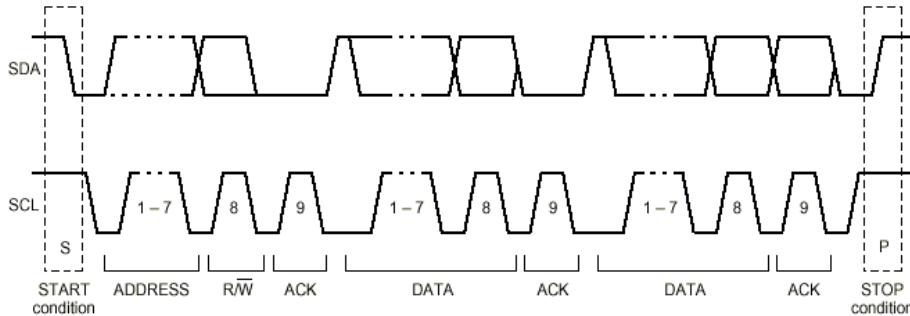 SDA
SCL
1 – 7
8
9
1 – 7
8
9
1 – 7
8
9
S
P
START
condition
ADDRESS
R/W̅
ACK
DATA
ACK
DATA
ACK
STOP
condition